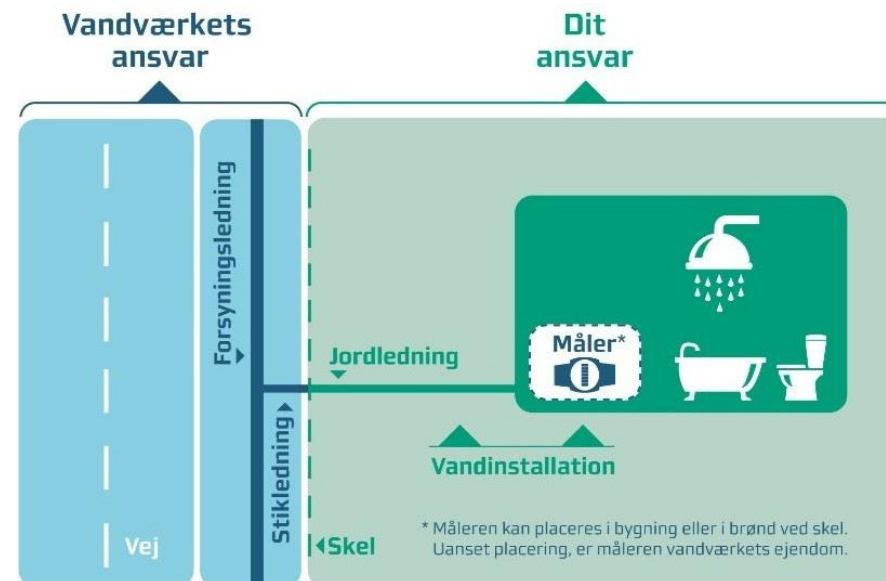 Vandværkets
ansvar
Dit
ansvar
Forsyningsledning
Jordledning
Måler*
Stikledning
Vandinstallation
Vej
Skel
* Måleren kan placeres i bygning eller i brønd ved skel.
Uanset placering, er måleren vandværkets ejendom.